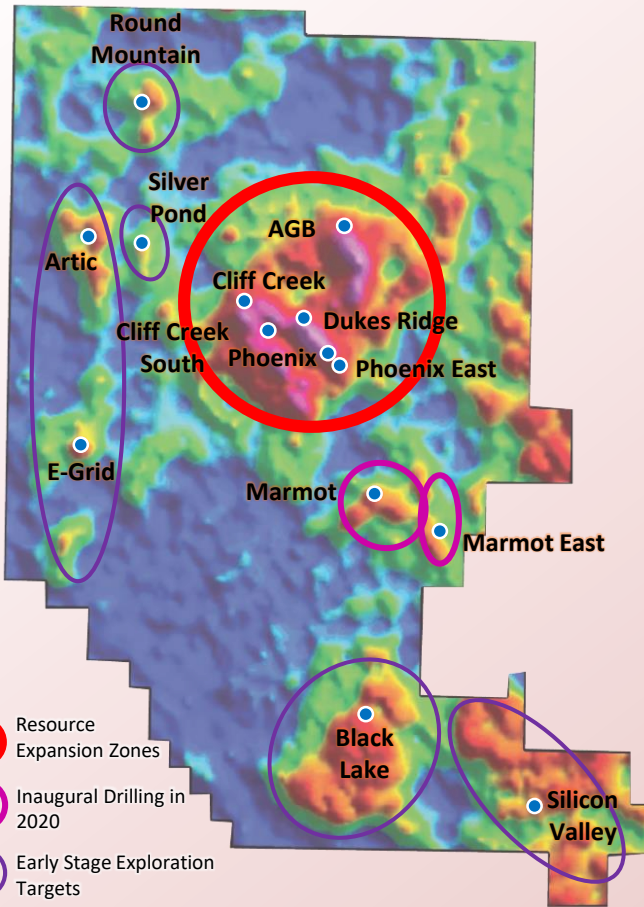 Round
Mountain
Silver
Pond
AGB
Artic
Cliff Creek
Dukes Ridge
Cliff Creek
South
Phoenix
Phoenix East
E-Grid
Marmot
Marmot East
Black
Lake
Silicon
Valley
Resource
Expansion Zones
Inaugural Drilling in
2020
Early Stage Exploration
Targets